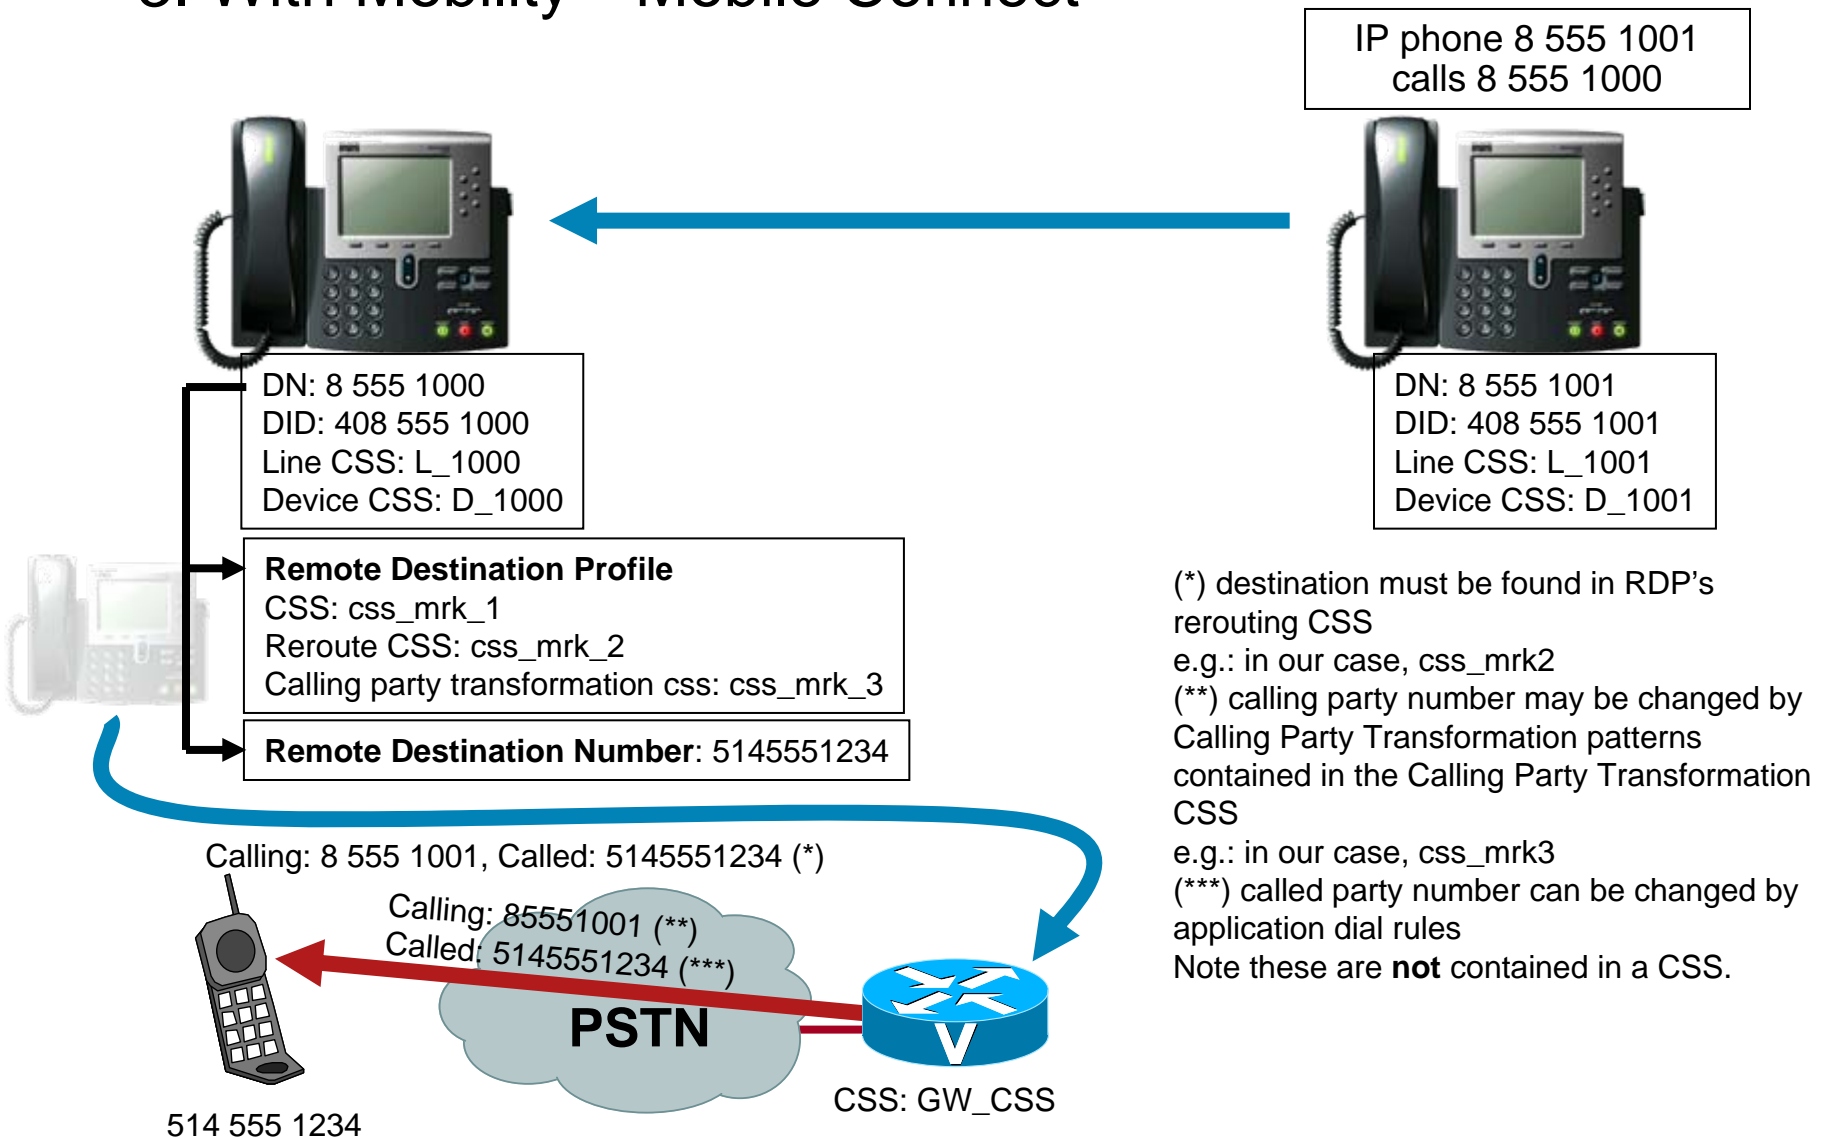 IP phone 8 555 1001
calls 8 555 1000
DN: 8 555 1000
DID: 408 555 1000
Line CSS: L_1000
Device CSS: D_1000
DN: 8 555 1001
DID: 408 555 1001
Line CSS: L_1001
Device CSS: D_1001
Remote Destination Profile
CSS: css_mrk_1
Reroute CSS: css_mrk_2
Calling party transformation css: css_mrk_3
Remote Destination Number: 5145551234
(*) destination must be found in RDP’s
rerouting CSS
e.g.: in our case, css_mrk2
(**) calling party number may be changed by
Calling Party Transformation patterns
contained in the Calling Party Transformation
CSS
e.g.: in our case, css_mrk3
(***) called party number can be changed by
application dial rules
Note these are not contained in a CSS.
Calling: 8 555 1001, Called: 5145551234 (*)
Calling: 85551001 (**)
Called: 5145551234 (***)
PSTN
V
CSS: GW_CSS
514 555 1234